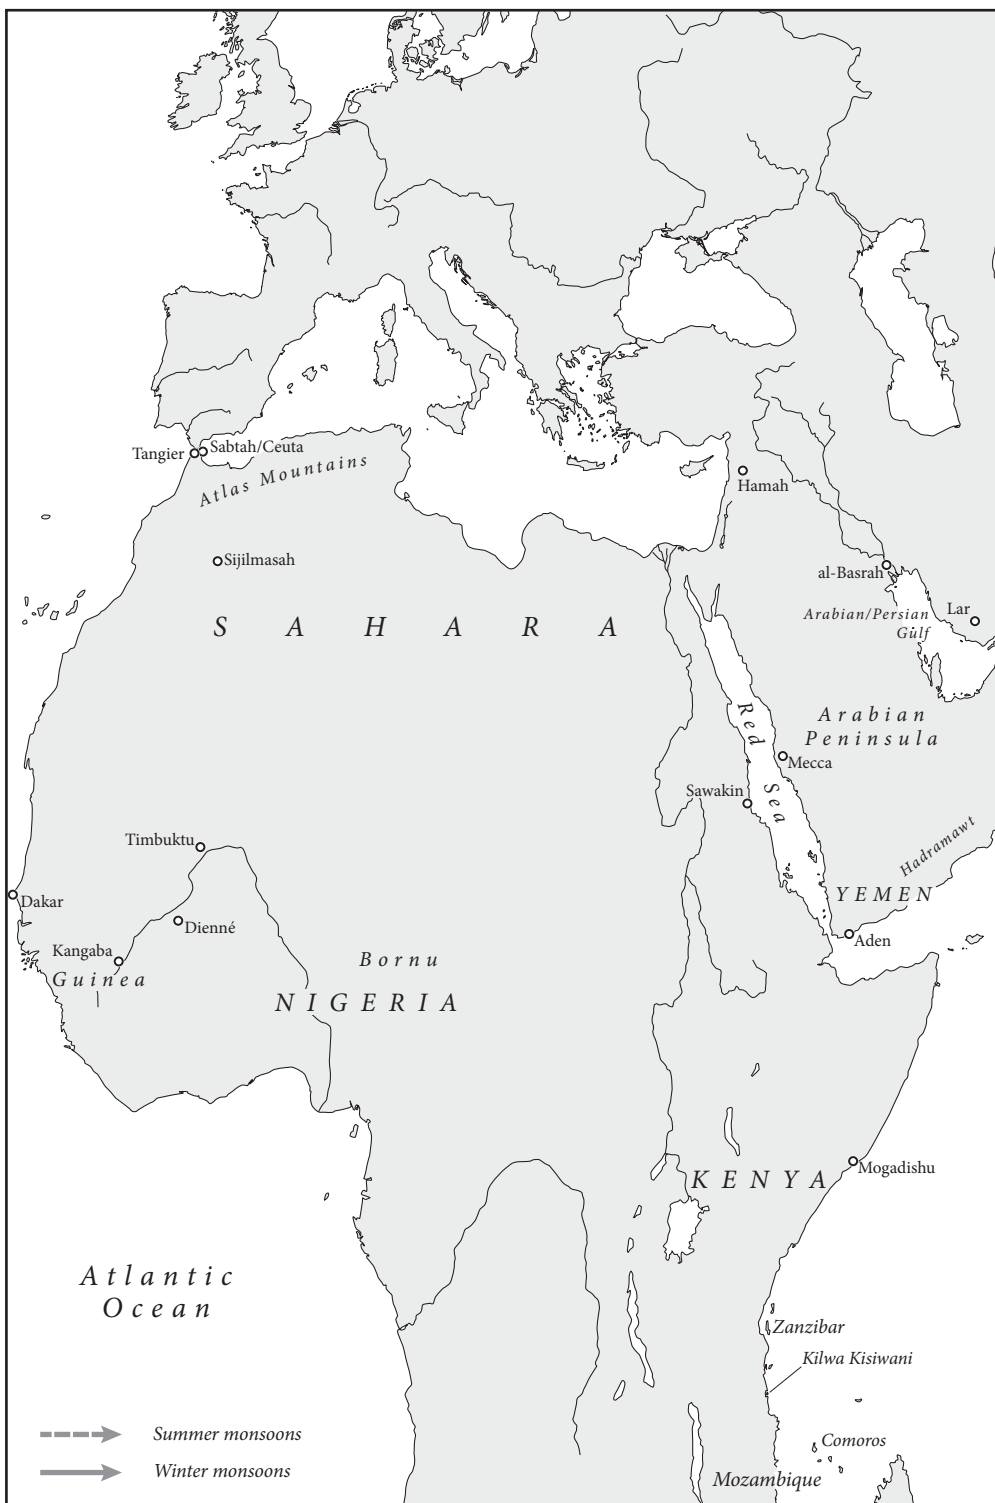 Tangier
Sabtah/Ceuta
Atlas Mountains
Hamah
Sijilmasah
al-Basrah
Lar
Arabian/Persian
Gulf
SAHARA
Red
Sea
Arabian
Peninsula
Mecca
Sawakin
Hadramawt
Timbuktu
YEMEN
Dakar
Dienné
Aden
Kangaba
Guinea
Bornu
NIGERIA
Mogadishu
KENYA
Atlantic
Ocean
Zanzibar
Kilwa Kisiwani
Summer monsoons
Comoros
Winter monsoons
Mozambique